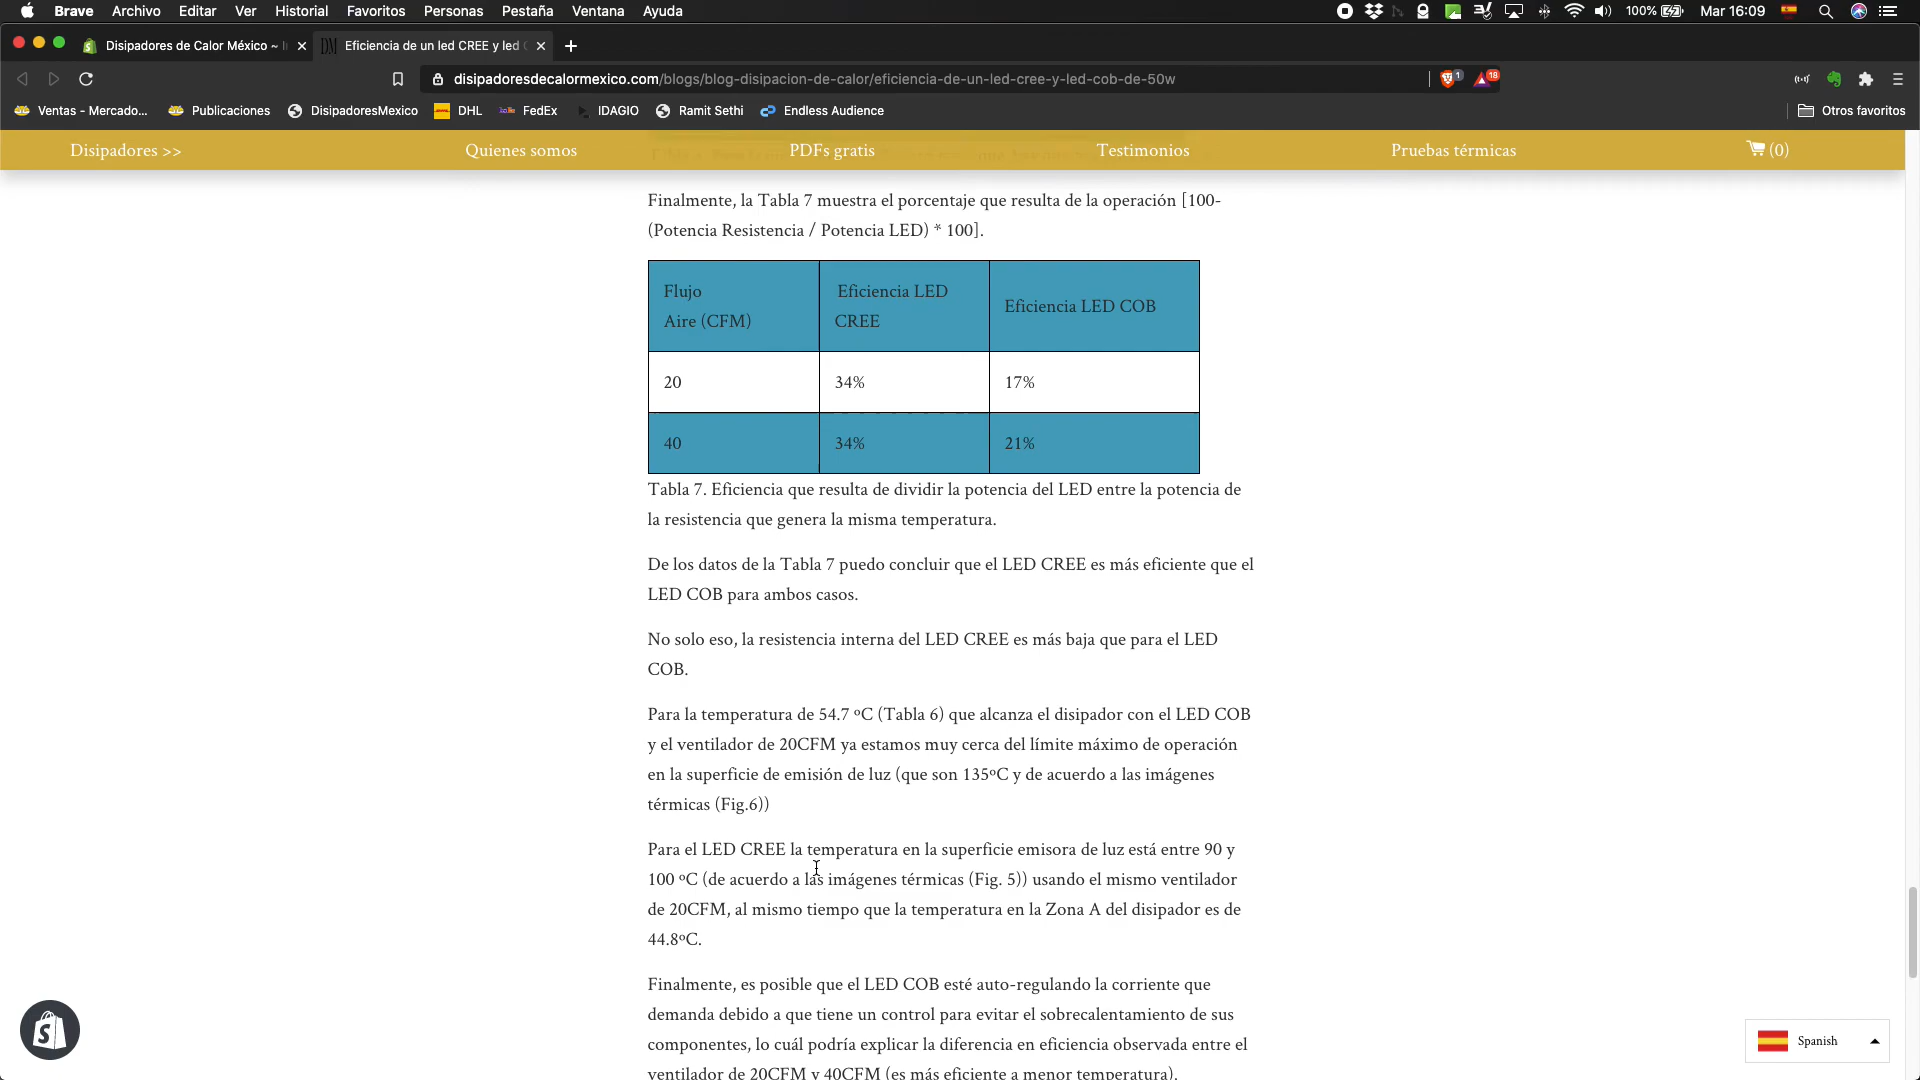 Brave Archivo Editar Ver Historial Favoritos Personas Pestaña Ventana Ayuda 100% Mar 16:09
Disipadores de Calor México ~ Eficiencia de un led CREE y led
disipadoresdecalormexico.com/blogs/blog-disipacion-de-calor/eficiencia-de-un-led-cree-y-led-cob-de-50w 1 18
Ventas - Mercado... Publicaciones DisipadoresMexico DHL FedEx IDAGIO Ramit Sethi Endless Audience Otros favoritos
Disipadores >> Quienes somos PDFs gratis Testimonios Pruebas térmicas (0)
Finalmente, la Tabla 7 muestra el porcentaje que resulta de la operación [100-
(Potencia Resistencia / Potencia LED) * 100].
Flujo
Aire (CFM)
Eficiencia LED
CREE
Eficiencia LED COB
20 34% 17%
40 34% 21%
Tabla 7. Eficiencia que resulta de dividir la potencia del LED entre la potencia de
la resistencia que genera la misma temperatura.
De los datos de la Tabla 7 puedo concluir que el LED CREE es más eficiente que el
LED COB para ambos casos.
No solo eso, la resistencia interna del LED CREE es más baja que para el LED
COB.
Para la temperatura de 54.7 ºC (Tabla 6) que alcanza el disipador con el LED COB
y el ventilador de 20CFM ya estamos muy cerca del límite máximo de operación
en la superficie de emisión de luz (que son 135ºC y de acuerdo a las imágenes
térmicas (Fig.6))
Para el LED CREE la temperatura en la superficie emisora de luz está entre 90 y
100 ºC (de acuerdo a las imágenes térmicas (Fig. 5)) usando el mismo ventilador
de 20CFM, al mismo tiempo que la temperatura en la Zona A del disipador es de
44.8ºC.
Finalmente, es posible que el LED COB esté auto-regulando la corriente que
demanda debido a que tiene un control para evitar el sobrecalentamiento de sus
componentes, lo cuál podría explicar la diferencia en eficiencia observada entre el
ventilador de 20CFM y 40CFM (es más eficiente a menor temperatura).
Spanish